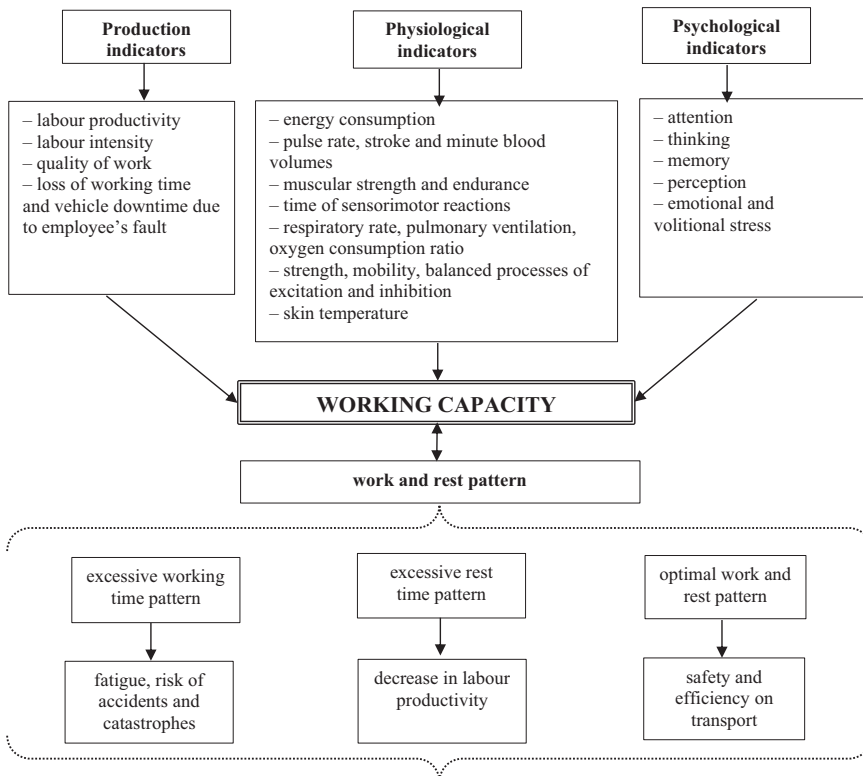 Production
indicators
Physiological
indicators
Psychological
indicators
– labour productivity
– labour intensity
– quality of work
– loss of working time
and vehicle downtime due
to employee's fault
– energy consumption
– pulse rate, stroke and minute blood
volumes
– muscular strength and endurance
– time of sensorimotor reactions
– respiratory rate, pulmonary ventilation,
oxygen consumption ratio
– strength, mobility, balanced processes of
excitation and inhibition
– skin temperature
– attention
– thinking
– memory
– perception
– emotional and
volitional stress
WORKING CAPACITY
work and rest pattern
excessive working
time pattern
excessive rest
time pattern
optimal work and
rest pattern
fatigue, risk of
accidents and
catastrophes
decrease in labour
productivity
safety and
efficiency on
transport